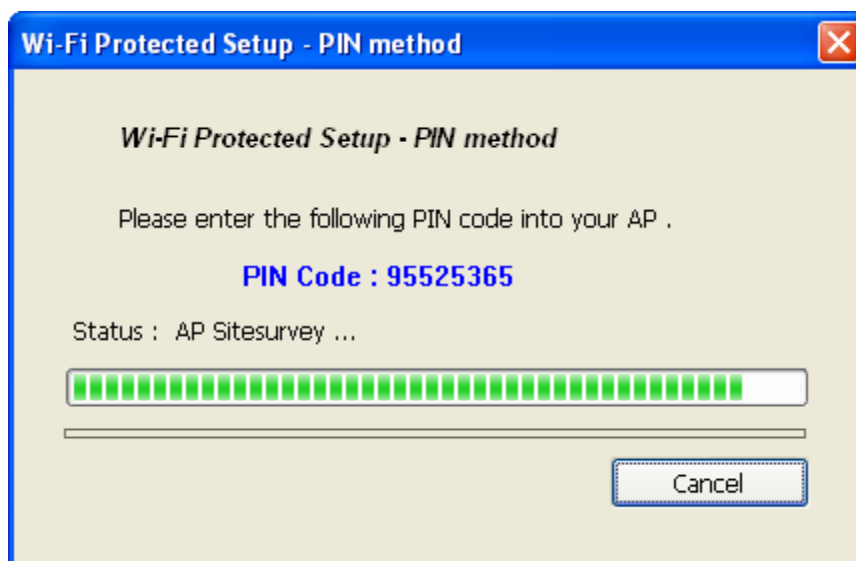 Wi-Fi Protected Setup - PIN method
Wi-Fi Protected Setup - PIN method
Please enter the following PIN code into your AP .
PIN Code : 95525365
Status :  AP Sitesurvey ...
Cancel